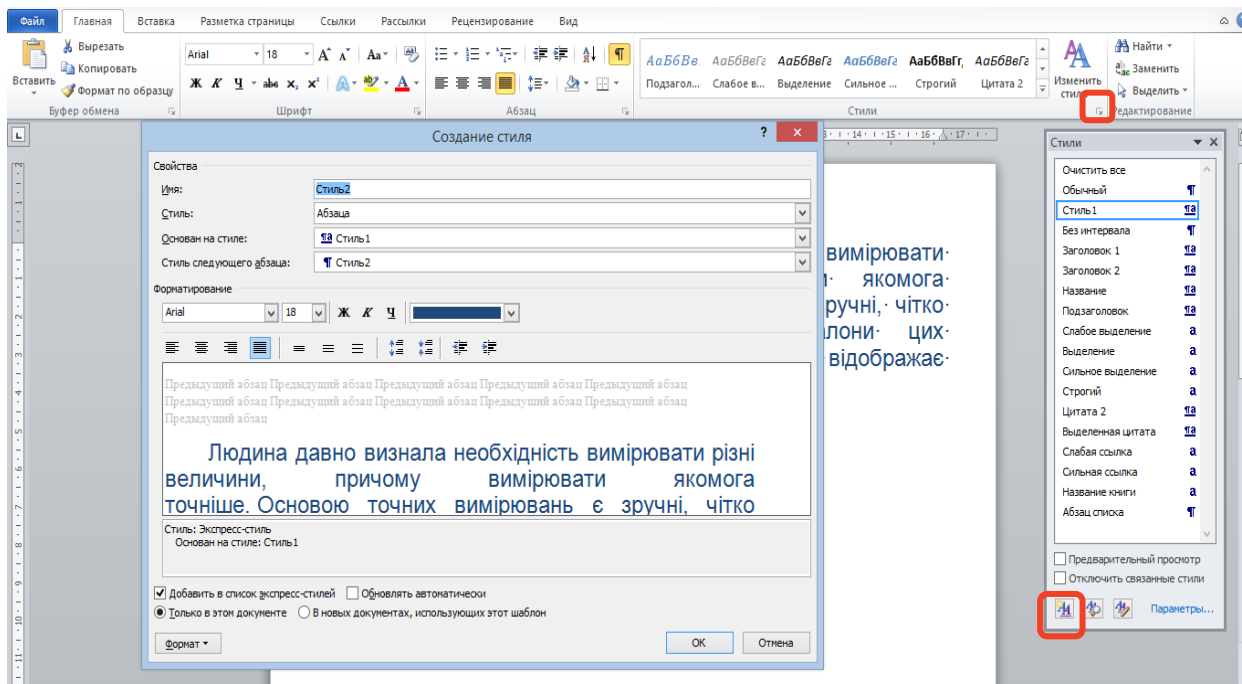 Файл Главная Вставка Разметка страницы Ссылки Рассылки Рецензирование Вид
Вставить
Вырезать
Копировать
Формат по образцу
Буфер обмена
Arial 18
Ж К Ч
Шрифт
Абзац
АаБбВв АаБбВвГг АаБбВвГг АаБбВвГг АаБбВвГг, АаБбВвГг
Подзагол... Слабое в... Выделение Сильное ... Строгий Цитата 2
Стили
Изменить
стили
Найти
Заменить
Выделить
Редактирование
Создание стиля
Свойства
Имя: Стиль2
Стиль: Абзаца
Основан на стиле: Стиль1
Стиль следующего абзаца: Стиль2
Форматирование
Arial 18 Ж К Ч
Предыдущий абзац Предыдущий абзац Предыдущий абзац Предыдущий абзац Предыдущий абзац
Предыдущий абзац Предыдущий абзац Предыдущий абзац Предыдущий абзац Предыдущий абзац
Предыдущий абзац
Людина давно визнала необхідність вимірювати різні
величини, причому вимірювати якомога
точніше. Основою точних вимірювань є зручні, чітко
Стиль: Экспресс-стиль
Основан на стиле: Стиль1
Добавить в список экспресс-стилей Обновлять автоматически
Только в этом документе В новых документах, использующих этот шаблон
Формат
ОК Отмена
14 15 16 17
вимірювати
якомога
ручні, чітко
лони цих
відображає
Стили
Очистить все
Обычный
Стиль1
Без интервала
Заголовок 1
Заголовок 2
Название
Подзаголовок
Слабое выделение
Выделение
Сильное выделение
Строгий
Цитата 2
Выделенная цитата
Слабая ссылка
Сильная ссылка
Название книги
Абзац списка
Предварительный просмотр
Отключить связанные стили
Параметры...